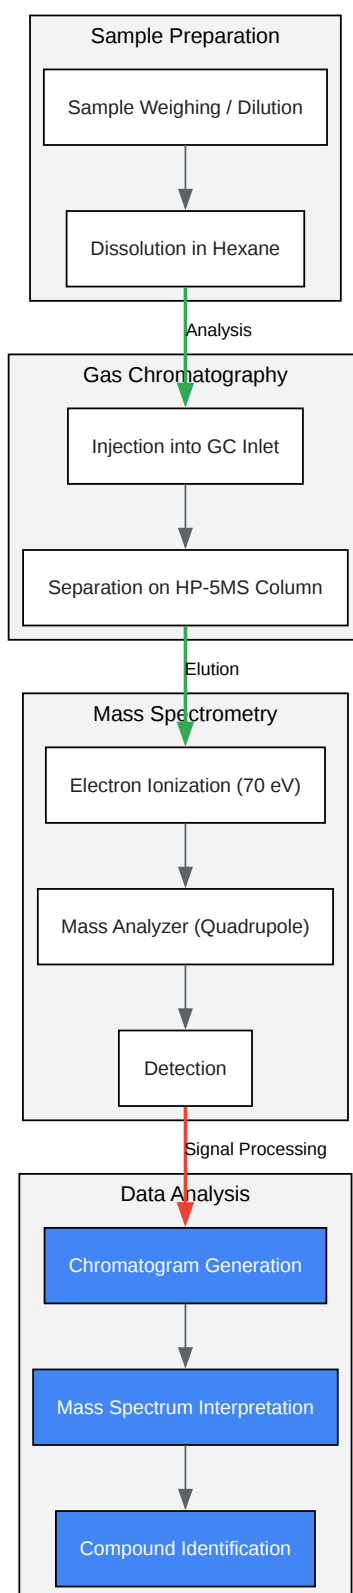 Sample Preparation
Sample Weighing / Dilution
Dissolution in Hexane
Analysis
Gas Chromatography
Injection into GC Inlet
Separation on HP-5MS Column
Elution
Mass Spectrometry
Electron Ionization (70 eV)
Mass Analyzer (Quadrupole)
Detection
Signal Processing
Data Analysis
Chromatogram Generation
Mass Spectrum Interpretation
Compound Identification